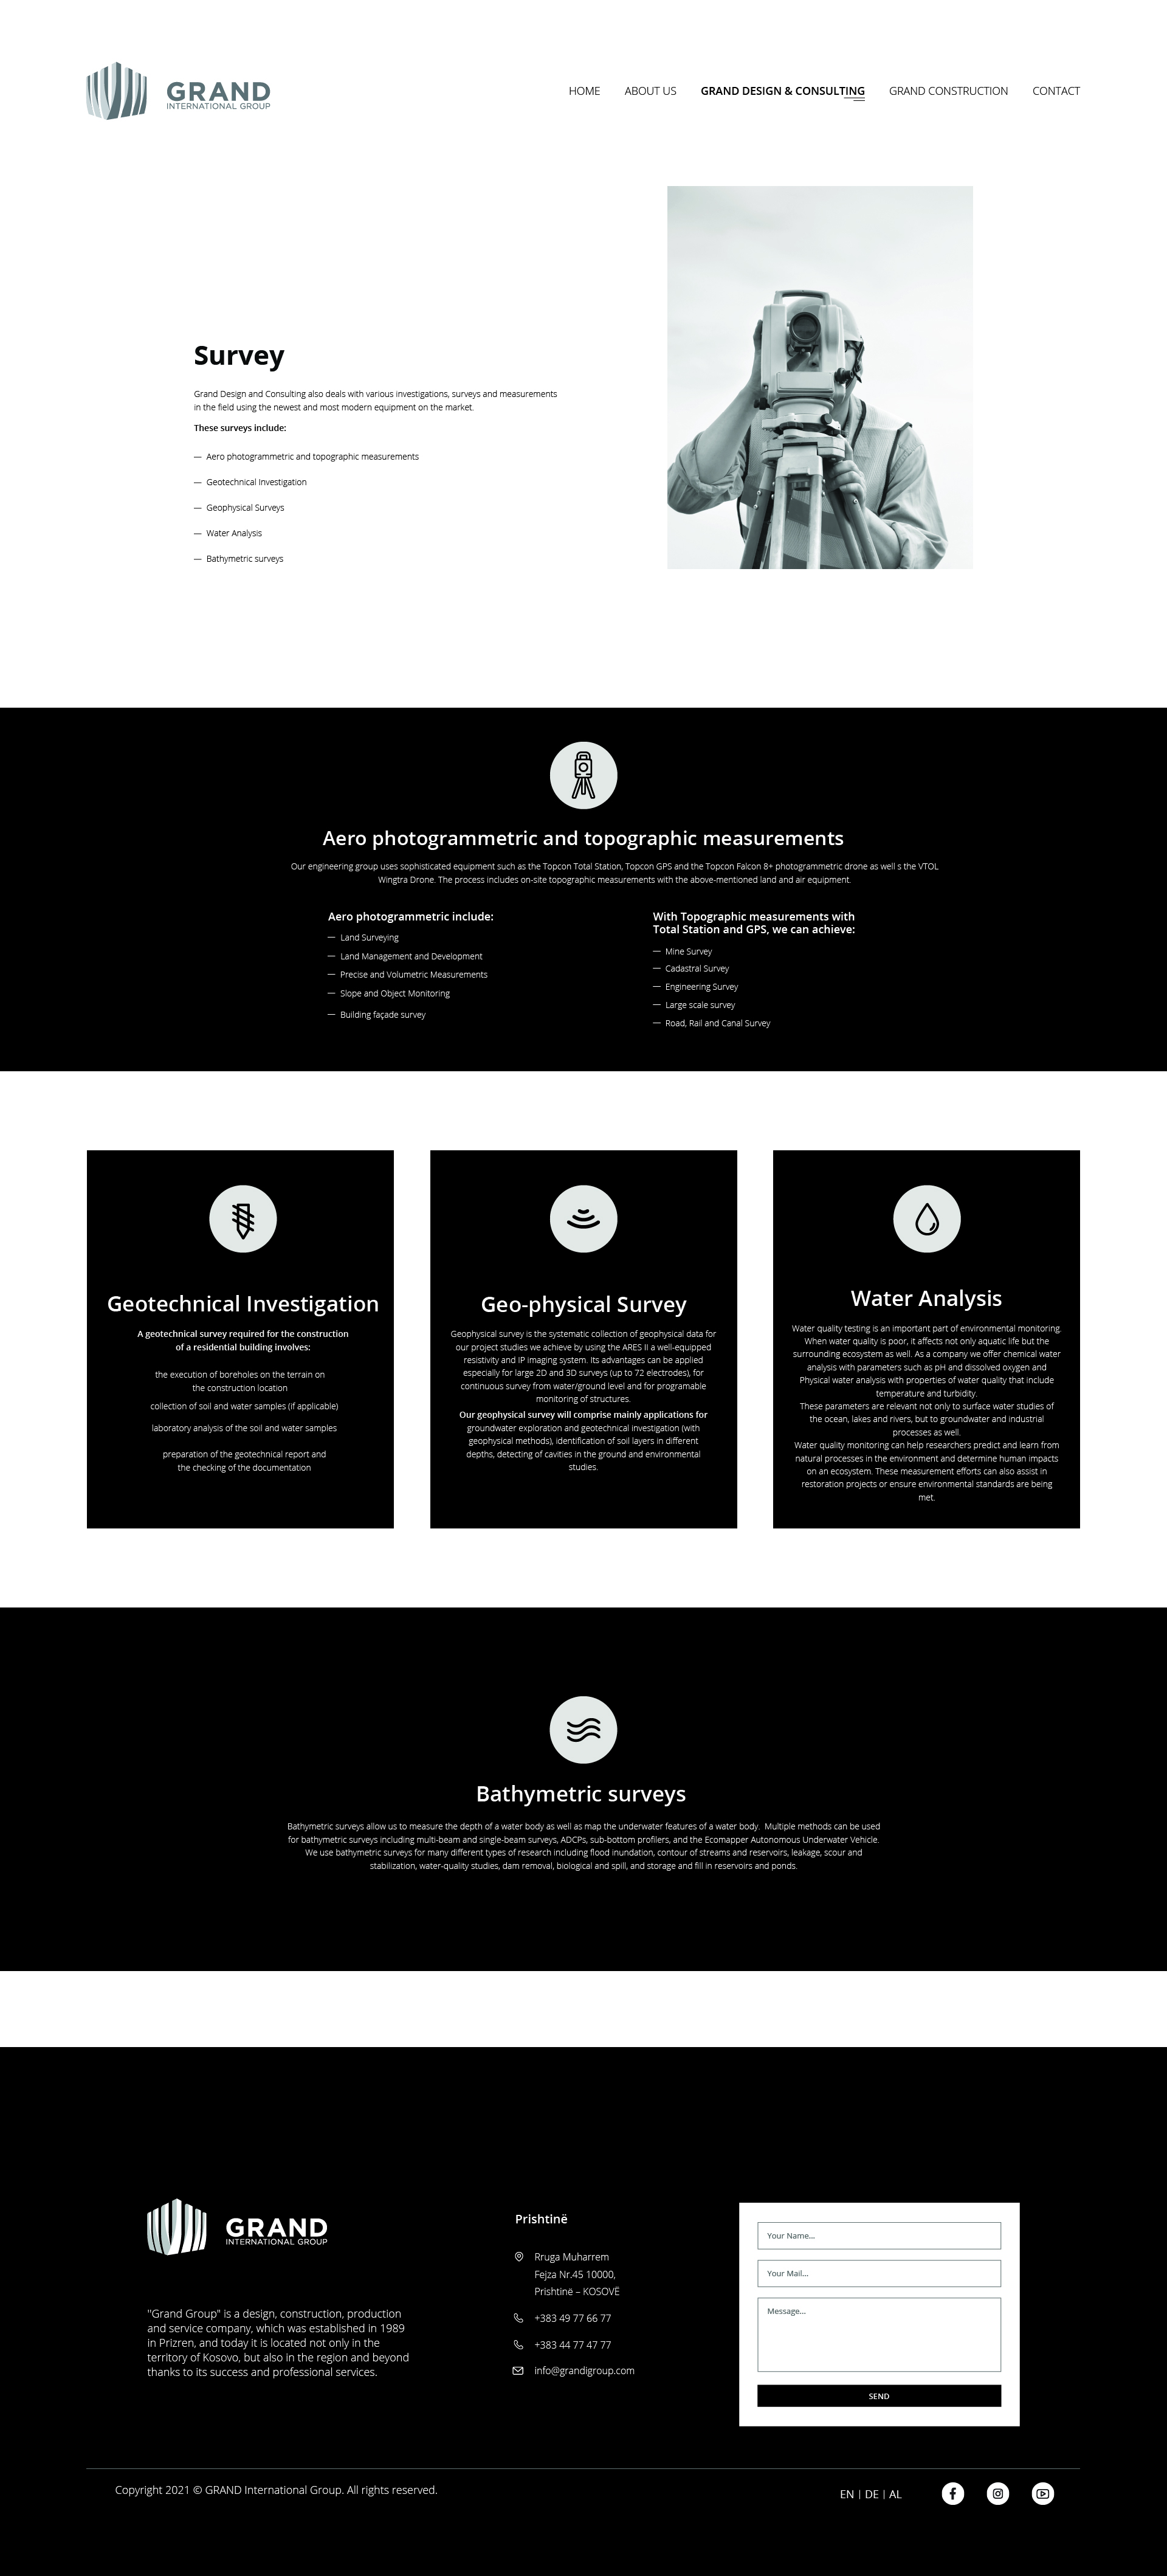 GRAND
INTERNATIONAL GROUP
HOME
ABOUT US
GRAND DESIGN & CONSULTING
GRAND CONSTRUCTION
CONTACT
Survey
Grand Design and Consulting also deals with various investigations, surveys and measurements
in the field using the newest and most modern equipment on the market.
These surveys include:
— Aero photogrammetric and topographic measurements
— Geotechnical Investigation
— Geophysical Surveys
— Water Analysis
— Bathymetric surveys
Aero photogrammetric and topographic measurements
Our engineering group uses sophisticated equipment such as the Topcon Total Station, Topcon GPS and the Topcon Falcon 8+ photogrammetric drone as well s the VTOL
Wingtra Drone. The process includes on-site topographic measurements with the above-mentioned land and air equipment.
Aero photogrammetric include:
— Land Surveying
— Land Management and Development
— Precise and Volumetric Measurements
— Slope and Object Monitoring
— Building façade survey
With Topographic measurements with
Total Station and GPS, we can achieve:
— Mine Survey
— Cadastral Survey
— Engineering Survey
— Large scale survey
— Road, Rail and Canal Survey
Geotechnical Investigation
A geotechnical survey required for the construction
of a residential building involves:
the execution of boreholes on the terrain on
the construction location
collection of soil and water samples (if applicable)
laboratory analysis of the soil and water samples
preparation of the geotechnical report and
the checking of the documentation
Geo-physical Survey
Geophysical survey is the systematic collection of geophysical data for
our project studies we achieve by using the ARES II a well-equipped
resistivity and IP imaging system. Its advantages can be applied
especially for large 2D and 3D surveys (up to 72 electrodes), for
continuous survey from water/ground level and for programable
monitoring of structures.
Our geophysical survey will comprise mainly applications for
groundwater exploration and geotechnical investigation (with
geophysical methods), identification of soil layers in different
depths, detecting of cavities in the ground and environmental
studies.
Water Analysis
Water quality testing is an important part of environmental monitoring.
When water quality is poor, it affects not only aquatic life but the
surrounding ecosystem as well. As a company we offer chemical water
analysis with parameters such as pH and dissolved oxygen and
Physical water analysis with properties of water quality that include
temperature and turbidity.
These parameters are relevant not only to surface water studies of
the ocean, lakes and rivers, but to groundwater and industrial
processes as well.
Water quality monitoring can help researchers predict and learn from
natural processes in the environment and determine human impacts
on an ecosystem. These measurement efforts can also assist in
restoration projects or ensure environmental standards are being
met.
Bathymetric surveys
Bathymetric surveys allow us to measure the depth of a water body as well as map the underwater features of a water body. Multiple methods can be used
for bathymetric surveys including multi-beam and single-beam surveys, ADCPs, sub-bottom profilers, and the Ecomapper Autonomous Underwater Vehicle.
We use bathymetric surveys for many different types of research including flood inundation, contour of streams and reservoirs, leakage, scour and
stabilization, water-quality studies, dam removal, biological and spill, and storage and fill in reservoirs and ponds.
GRAND
INTERNATIONAL GROUP
"Grand Group" is a design, construction, production
and service company, which was established in 1989
in Prizren, and today it is located not only in the
territory of Kosovo, but also in the region and beyond
thanks to its success and professional services.
Prishtinë
Rruga Muharrem
Fejza Nr.45 10000,
Prishtinë – KOSOVË
+383 49 77 66 77
+383 44 77 47 77
info@grandigroup.com
Your Name...
Your Mail...
Message...
SEND
Copyright 2021 © GRAND International Group. All rights reserved.
EN | DE | AL